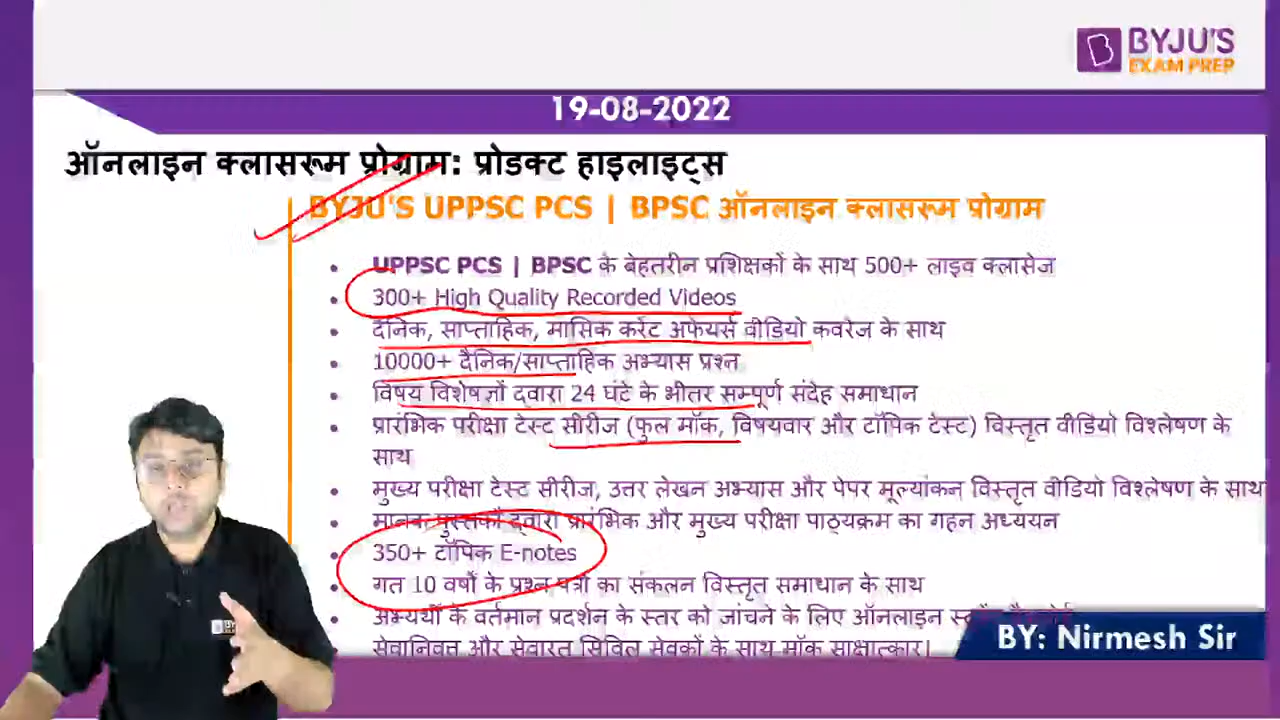 BYJU'S
EXAM PREP
19-08-2022
ऑनलाइन क्लासरूम प्रोग्राम: प्रोडक्ट हाइलाइट्स
BYJU'S UPPSC PCS | BPSC ऑनलाइन क्लासरूम प्रोग्राम
• UPPSC PCS | BPSC के बेहतरीन प्रशिक्षकों के साथ 500+ लाइव क्लासेज
• 300+ High Quality Recorded Videos
• दैनिक, साप्ताहिक, मासिक करेंट अफेयर्स वीडियो कवरेज के साथ
• 10000+ दैनिक/साप्ताहिक अभ्यास प्रश्न
• विषय विशेषज्ञों द्वारा 24 घंटे के भीतर सम्पूर्ण संदेह समाधान
• प्रारंभिक परीक्षा टेस्ट सीरीज (फुल मॉक, विषयवार और टॉपिक टेस्ट) विस्तृत वीडियो विश्लेषण के
साथ
• मुख्य परीक्षा टेस्ट सीरीज, उत्तर लेखन अभ्यास और पेपर मूल्यांकन विस्तृत वीडियो विश्लेषण के साथ
• मानक पुस्तकों द्वारा प्रारंभिक और मुख्य परीक्षा पाठ्यक्रम का गहन अध्ययन
• 350+ टॉपिक E-notes
• गत 10 वर्षों के प्रश्न पत्रों का संकलन विस्तृत समाधान के साथ
• अभ्यर्थी के वर्तमान प्रदर्शन के स्तर को जांचने के लिए ऑनलाइन
सेवानिवृत्त और सेवारत सिविल सेवकों के साथ मॉक साक्षात्कार।
BY: Nirmesh Sir
BYJU'S